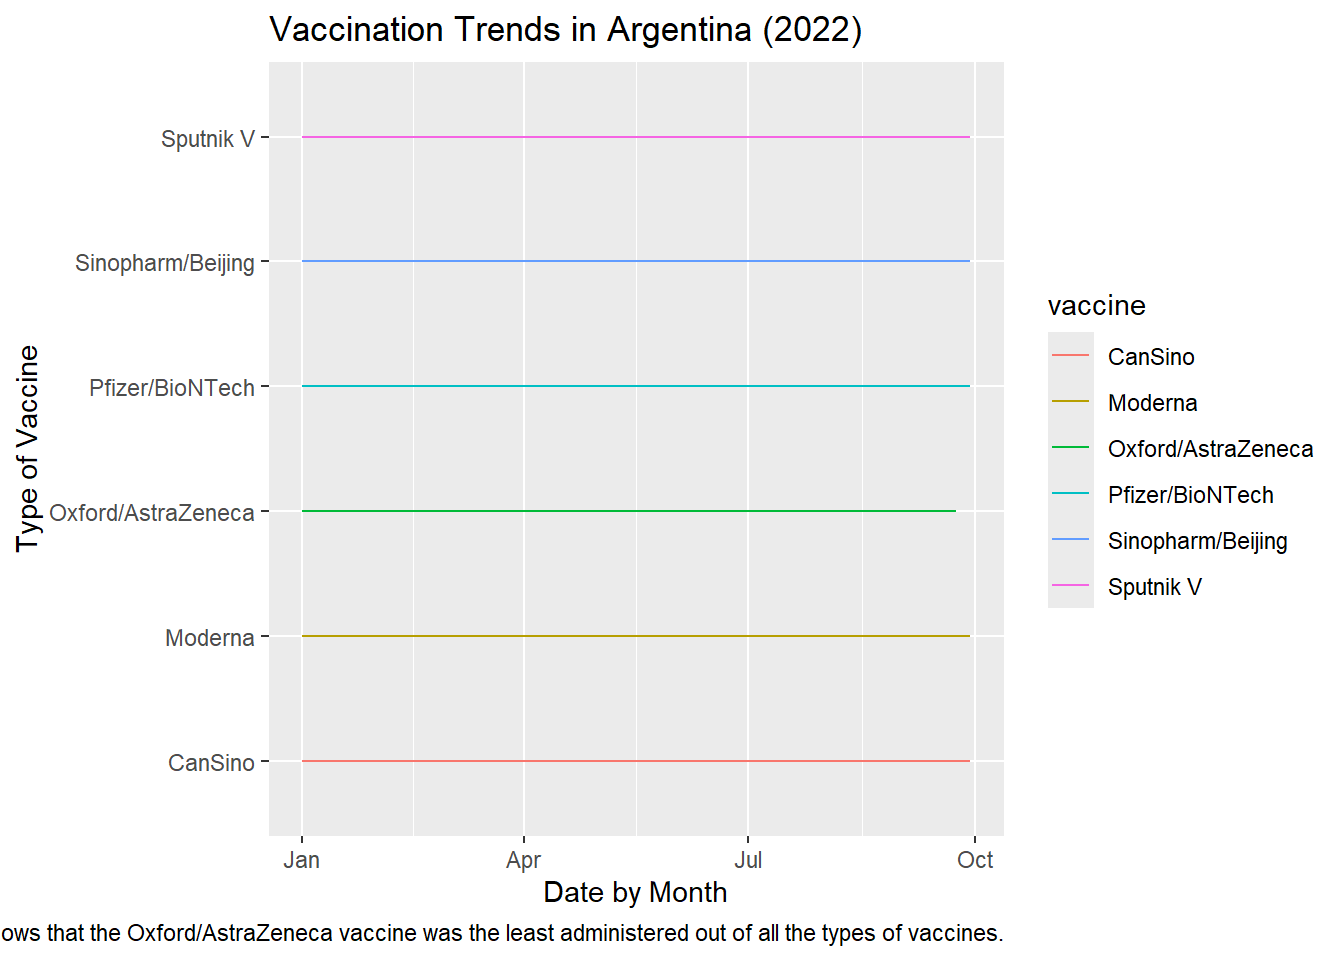 Vaccination Trends in Argentina (2022)
Sputnik V
Sinopharm/Beijing
Pfizer/BioNTech
Oxford/AstraZeneca
Moderna
CanSino
Type of Vaccine
Jan Apr Jul Oct
Date by Month
vaccine
CanSino
Moderna
Oxford/AstraZeneca
Pfizer/BioNTech
Sinopharm/Beijing
Sputnik V
ows that the Oxford/AstraZeneca vaccine was the least administered out of all the types of vaccines.